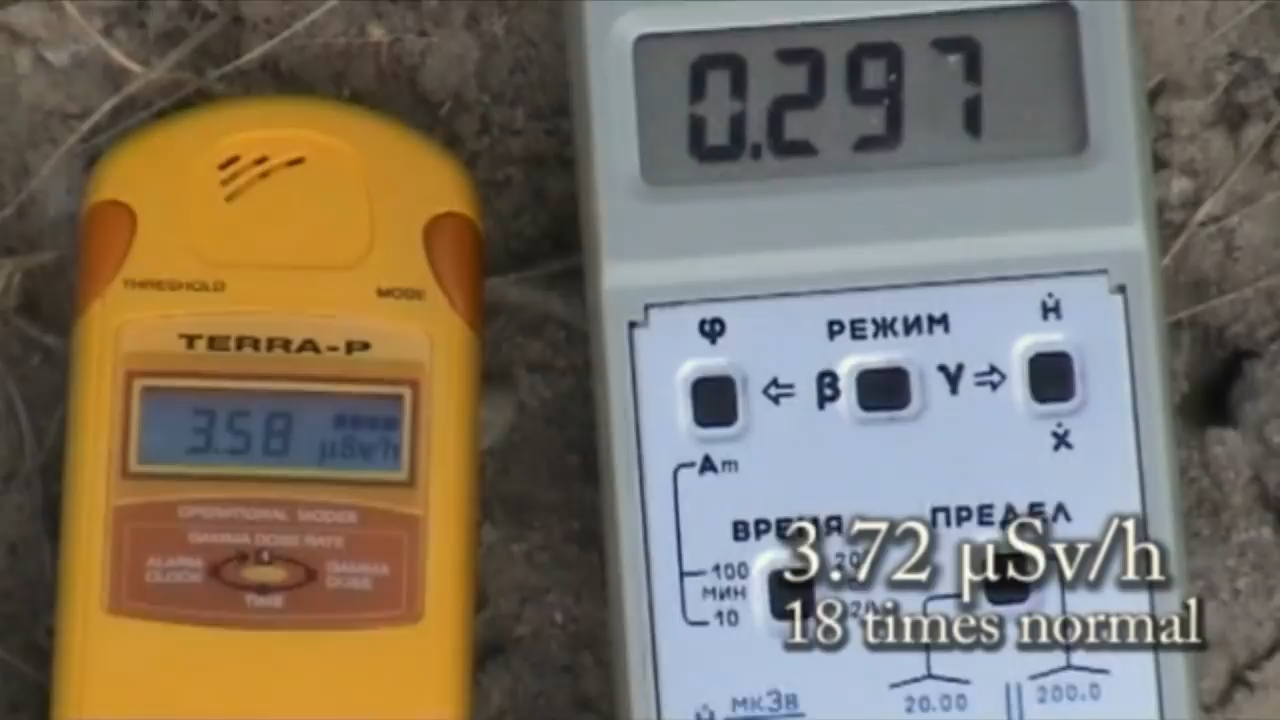 0.297
THRESHOLD
MODE
TERRA-P
3.58
µSv/h
OPERATIONAL MODES
GAMMA DOSE RATE
ALARM CLOCK
GAMMA DOSE
TIME
φ РЕЖИМ Ḣ
⇐ β γ ⇒
Ẋ
Am
ВРЕМЯ ПРЕДЕЛ
100
МИН
10
3.72 µSv/h
18 times normal
20.00 200.0
мкЗв